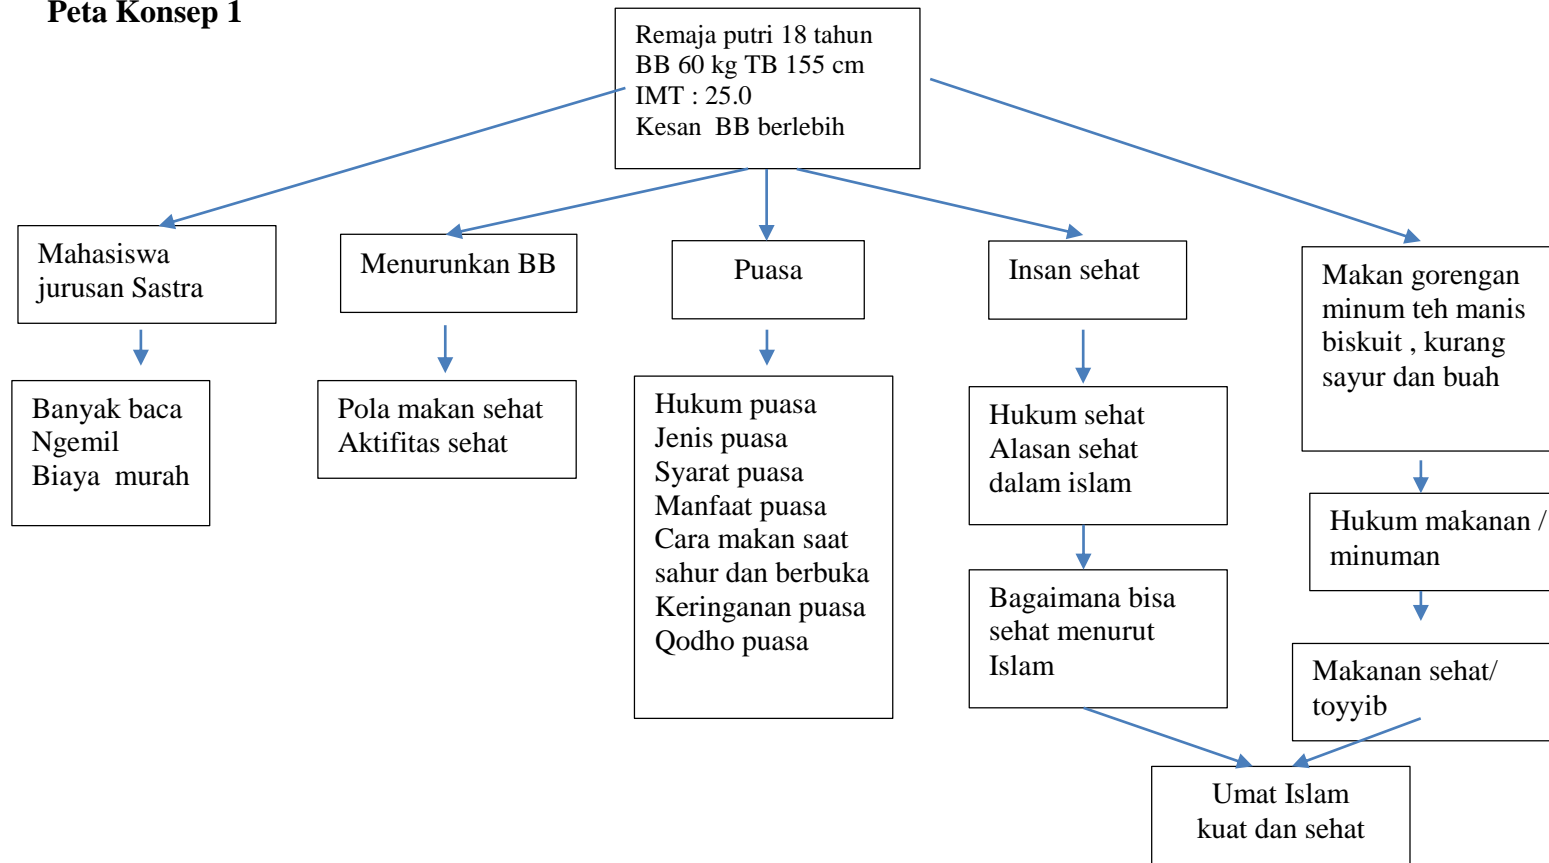 Peta Konsep 1
Remaja putri 18 tahun
BB 60 kg TB 155 cm
IMT : 25.0
Kesan BB berlebih
Mahasiswa
jurusan Sastra
Menurunkan BB
Puasa
Insan sehat
Makan gorengan
minum teh manis
biskuit , kurang
sayur dan buah
Banyak baca
Ngemil
Biaya murah
Pola makan sehat
Aktifitas sehat
Hukum puasa
Jenis puasa
Syarat puasa
Manfaat puasa
Cara makan saat
sahur dan berbuka
Keringanan puasa
Qodho puasa
Hukum sehat
Alasan sehat
dalam islam
Hukum makanan /
minuman
Bagaimana bisa
sehat menurut
Islam
Makanan sehat/
toyyib
Umat Islam
kuat dan sehat